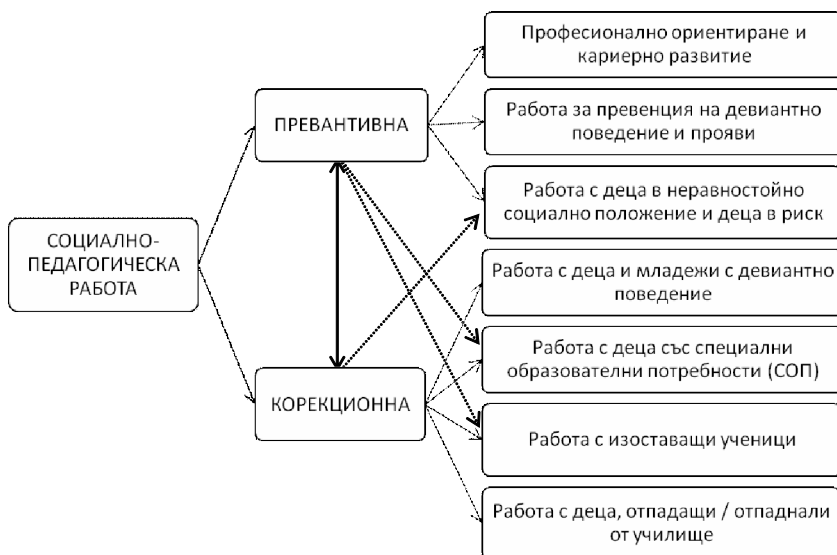 Професионално ориентиране и
кариерно развитие
ПРЕВАНТИВНА
Работа за превенция на девиантно
поведение и прояви
Работа с деца в неравностойно
социално положение и деца в риск
СОЦИАЛНО-
ПЕДАГОГИЧЕСКА
РАБОТА
Работа с деца и младежи с девиантно
поведение
Работа с деца със специални
образователни потребности (СОП)
КОРЕКЦИОННА
Работа с изоставащи ученици
Работа с деца, отпадащи / отпаднали
от училище